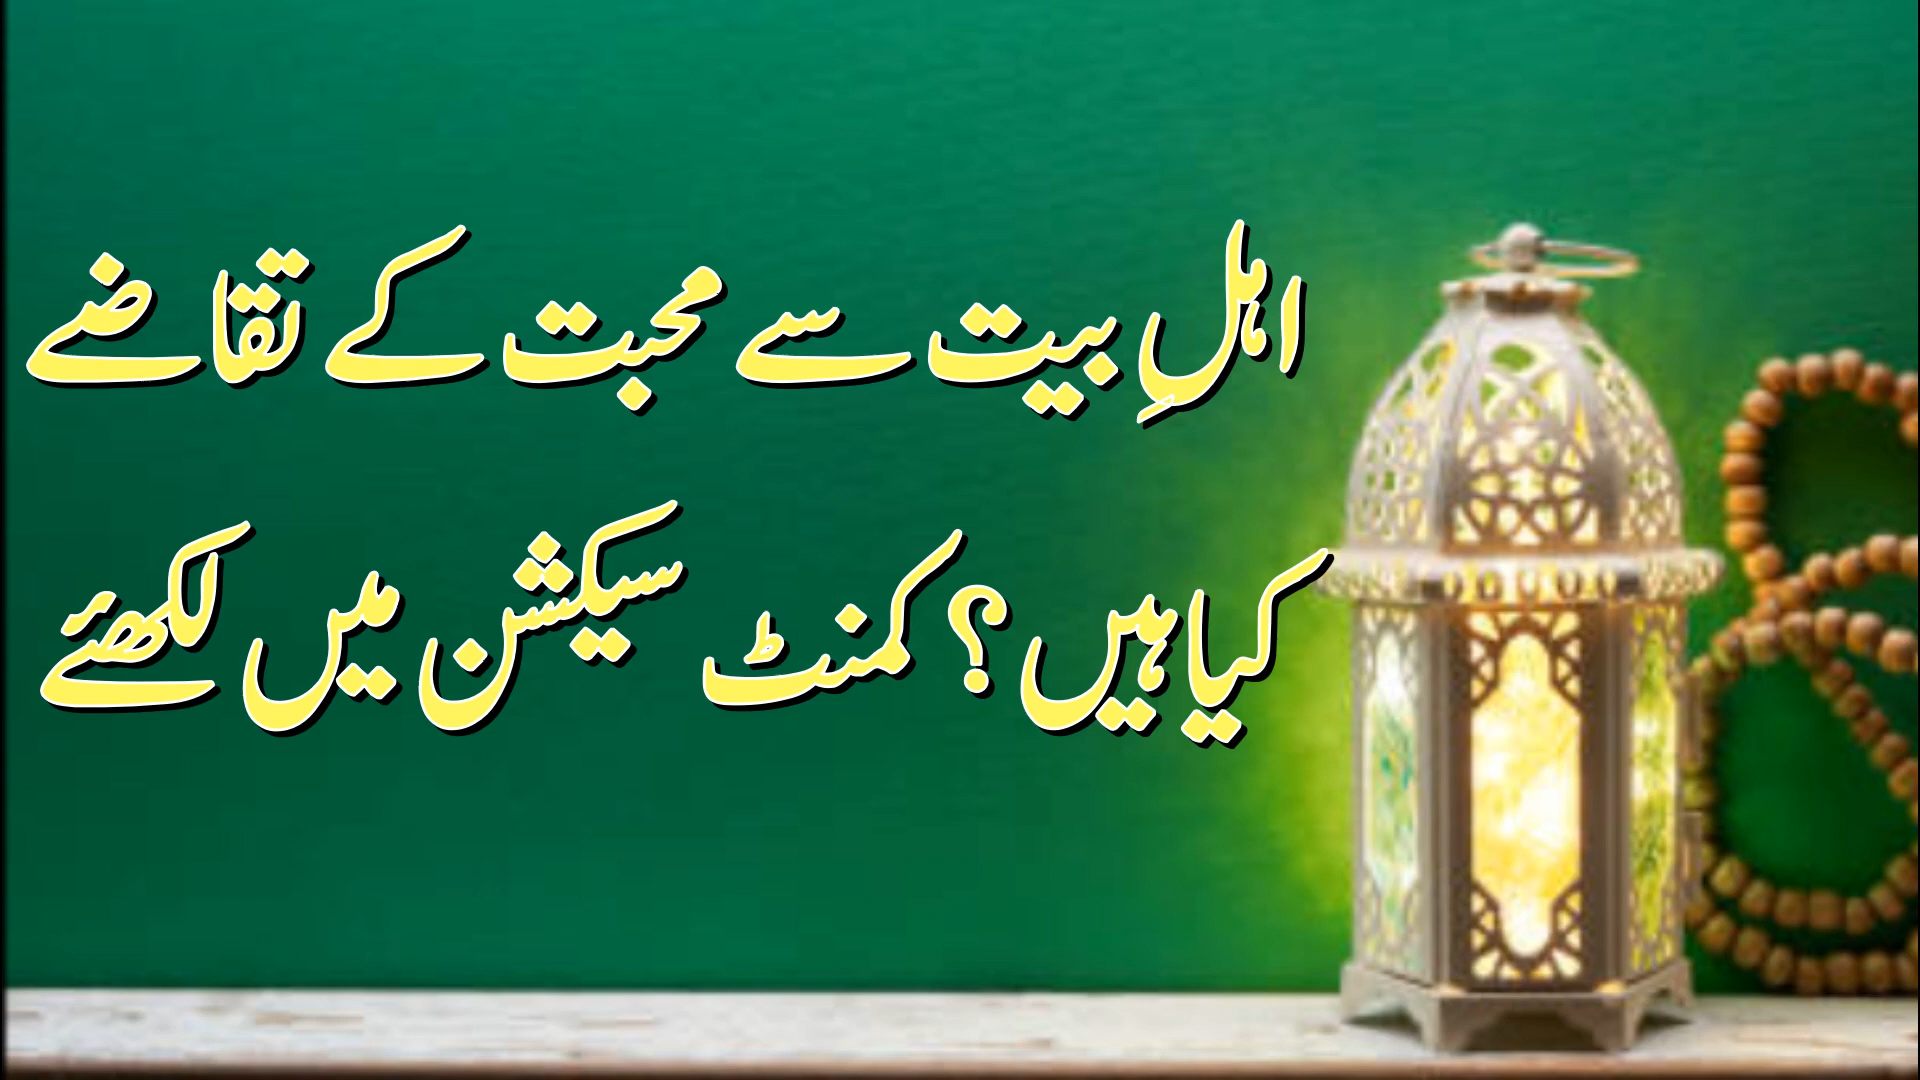 اہلِ بیت سے محبت کے تقاضے
کیا ہیں؟ کمنٹ سیکشن میں لکھئے